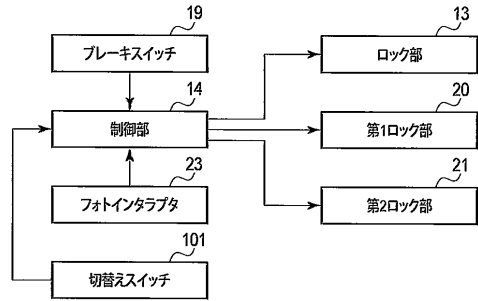 19
ブレーキスイッチ
13
ロック部
14
制御部
20
第1ロック部
23
フォトインタラプタ
21
第2ロック部
101
切替えスイッチ